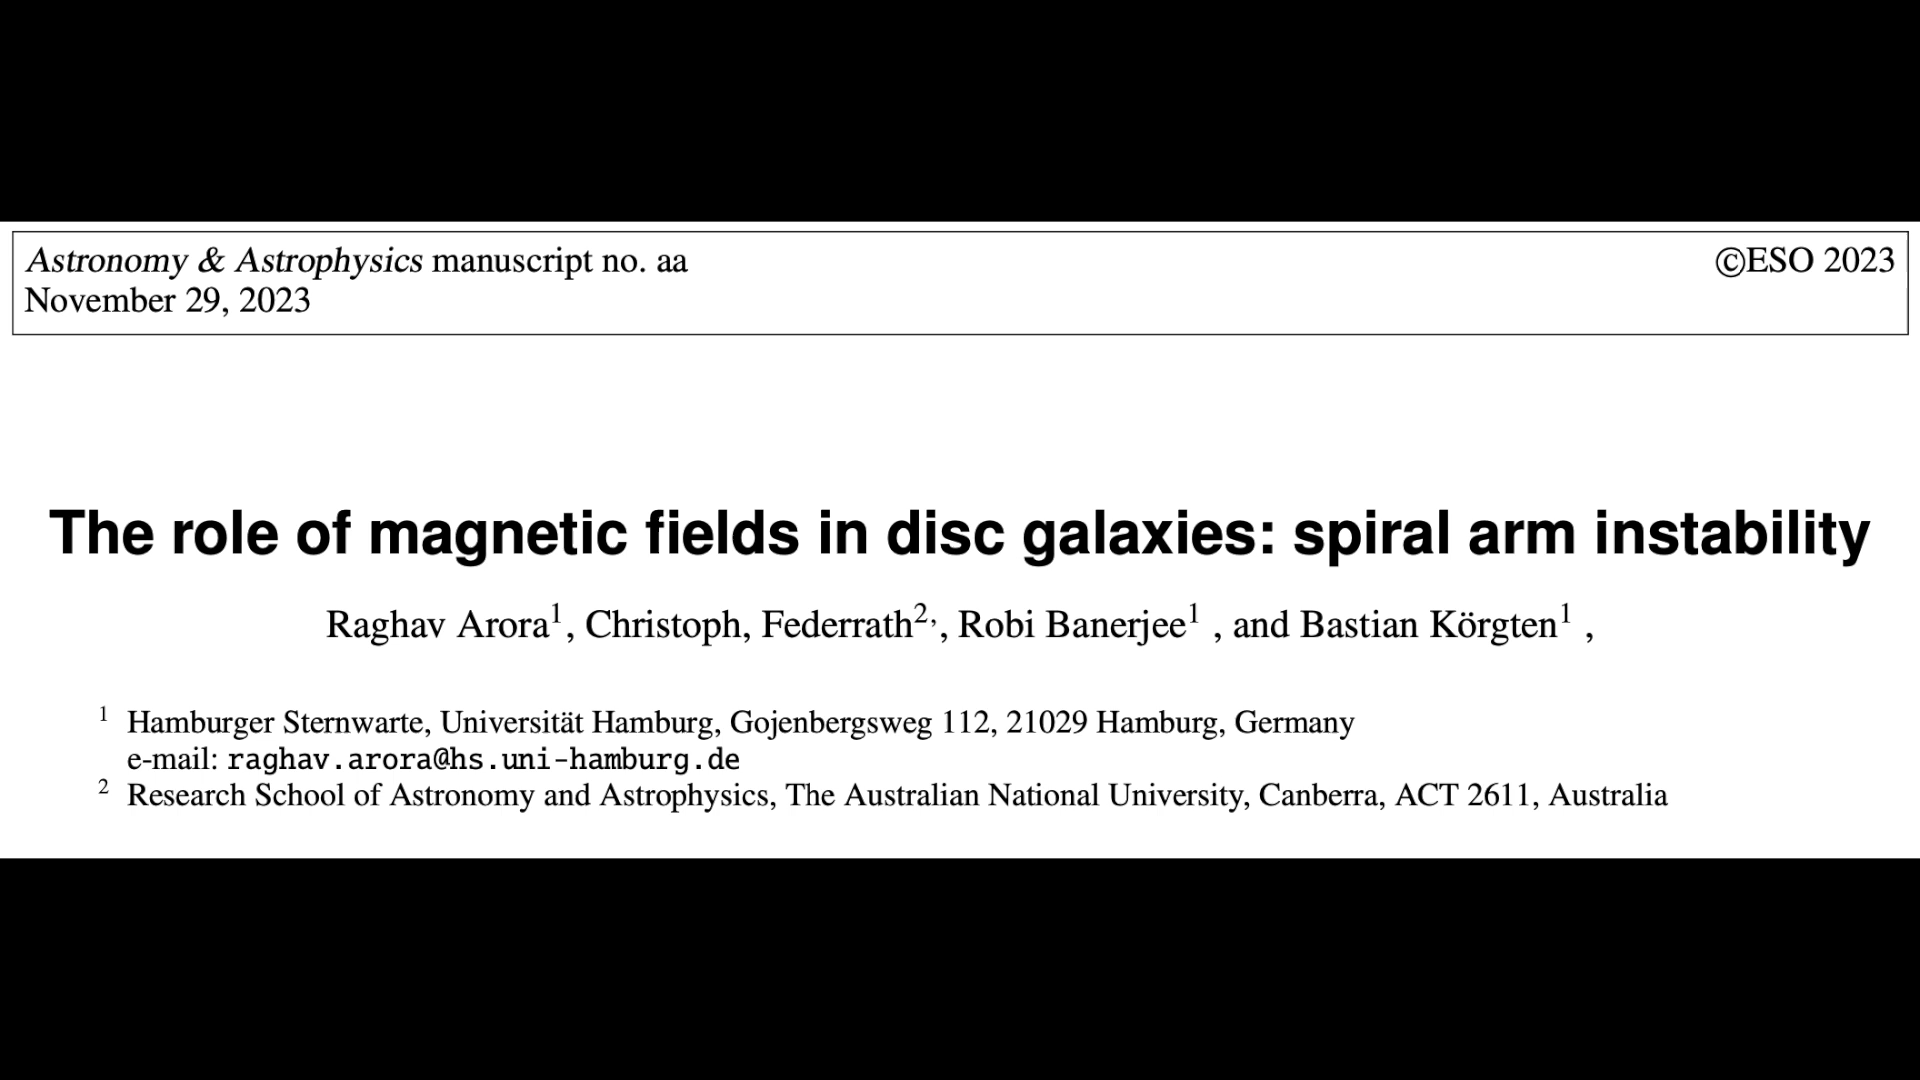 Astronomy & Astrophysics manuscript no. aa ©ESO 2023
November 29, 2023
The role of magnetic fields in disc galaxies: spiral arm instability
Raghav Arora¹, Christoph, Federrath²,, Robi Banerjee¹ , and Bastian Körgten¹ ,
¹ Hamburger Sternwarte, Universität Hamburg, Gojenbergsweg 112, 21029 Hamburg, Germany
e-mail: raghav.arora@hs.uni-hamburg.de
² Research School of Astronomy and Astrophysics, The Australian National University, Canberra, ACT 2611, Australia